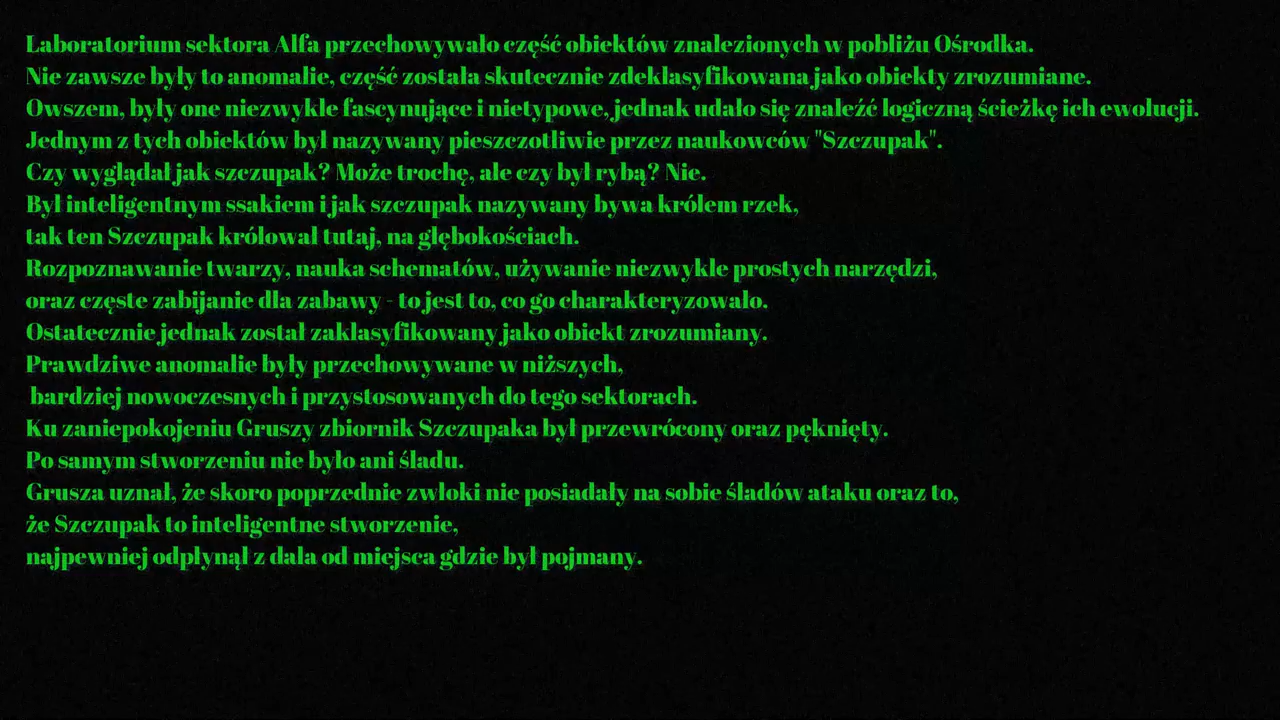 Laboratorium sektora Alfa przechowywało część obiektów znalezionych w pobliżu Ośrodka.
Nie zawsze były to anomalie, część została skutecznie zdeklasyfikowana jako obiekty zrozumiane.
Owszem, były one niezwykle fascynujące i nietypowe, jednak udało się znaleźć logiczną ścieżkę ich ewolucji.
Jednym z tych obiektów był nazywany pieszczotliwie przez naukowców "Szczupak".
Czy wyglądał jak szczupak? Może trochę, ale czy był rybą? Nie.
Był inteligentnym ssakiem i jak szczupak nazywany bywa królem rzek,
tak ten Szczupak królował tutaj, na głębokościach.
Rozpoznawanie twarzy, nauka schematów, używanie niezwykle prostych narzędzi,
oraz częste zabijanie dla zabawy - to jest to, co go charakteryzowało.
Ostatecznie jednak został zaklasyfikowany jako obiekt zrozumiany.
Prawdziwe anomalie były przechowywane w niższych,
bardziej nowoczesnych i przystosowanych do tego sektorach.
Ku zaniepokojeniu Gruszy zbiornik Szczupaka był przewrócony oraz pęknięty.
Po samym stworzeniu nie było ani śladu.
Grusza uznał, że skoro poprzednie zwłoki nie posiadały na sobie śladów ataku oraz to,
że Szczupak to inteligentne stworzenie,
najpewniej odpłynął z dala od miejsca gdzie był pojmany.